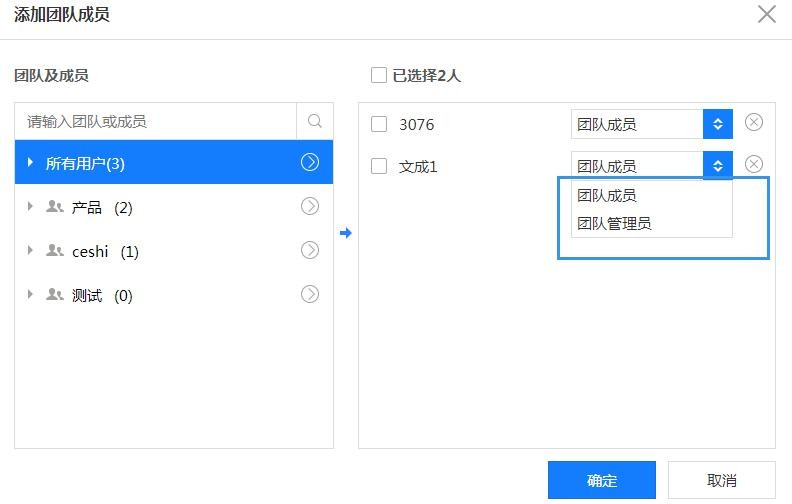 添加团队成员
团队及成员
已选择2人
请输入团队或成员
所有用户(3)
产品 (2)
ceshi (1)
测试 (0)
3076 团队成员
文成1 团队成员
团队成员
团队管理员
确定 取消